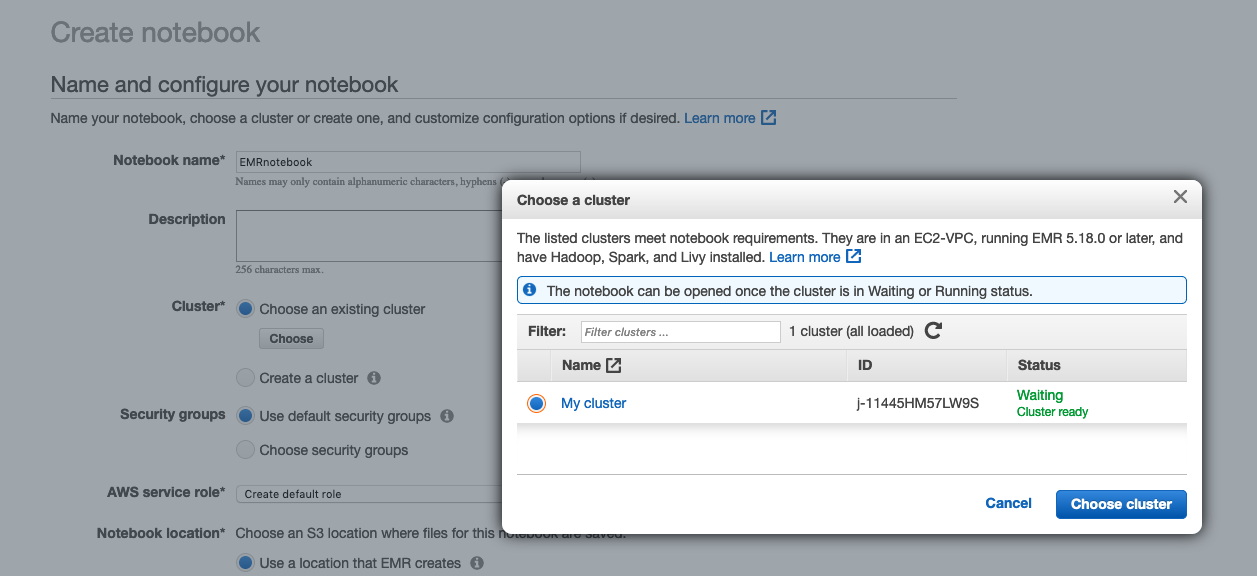 Create notebook
Name and configure your notebook
Name your notebook, choose a cluster or create one, and customize configuration options if desired. Learn more
Notebook name* EMRnotebook
Names may only contain alphanumeric characters, hyphens
Description
256 characters max.
Cluster* Choose an existing cluster
Choose
Create a cluster
Security groups Use default security groups
Choose security groups
AWS service role* Create default role
Notebook location* Choose an S3 location where files for this notebook are saved.
Use a location that EMR creates
Choose a cluster
The listed clusters meet notebook requirements. They are in an EC2-VPC, running EMR 5.18.0 or later, and
have Hadoop, Spark, and Livy installed. Learn more
The notebook can be opened once the cluster is in Waiting or Running status.
Filter: Filter clusters ... 1 cluster (all loaded)
Name ID Status
My cluster j-11445HM57LW9S Waiting
Cluster ready
Cancel Choose cluster